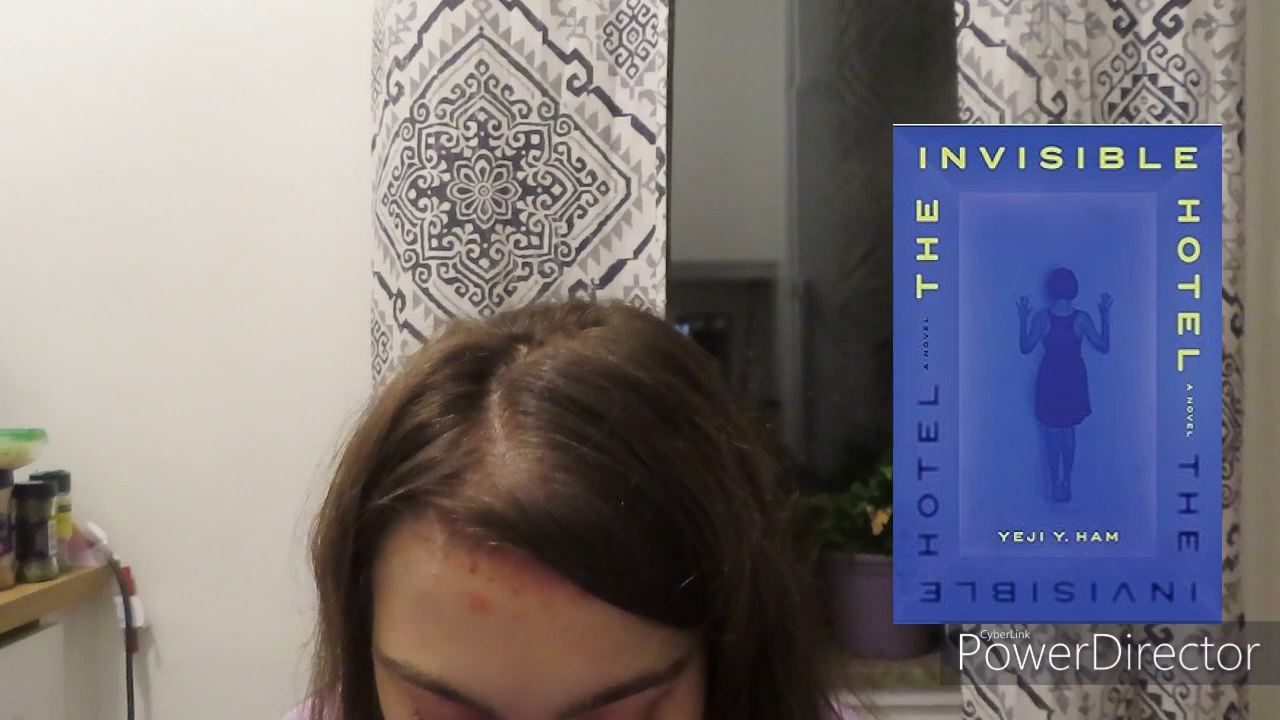 INVISIBLE
THE
HOTEL
A NOVEL
A NOVEL
HOTEL
THE
INVISIBLE
YEJI Y. HAM
CyberLink
PowerDirector